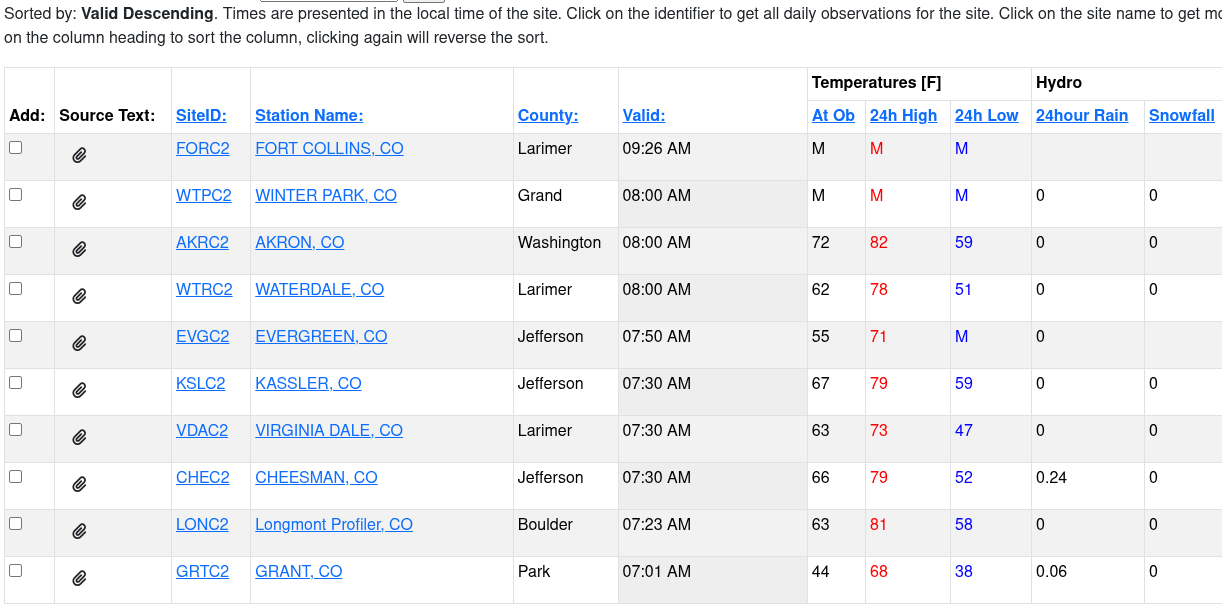 Sorted by: Valid Descending. Times are presented in the local time of the site. Click on the identifier to get all daily observations for the site. Click on the site name to get
on the column heading to sort the column, clicking again will reverse the sort.
Temperatures [F] Hydro
Add: Source Text: SiteID: Station Name: County: Valid: At Ob 24h High 24h Low 24hour Rain Snowfall
FORC2 FORT COLLINS, CO Larimer 09:26 AM M M M
WTPC2 WINTER PARK, CO Grand 08:00 AM M M M 0 0
AKRC2 AKRON, CO Washington 08:00 AM 72 82 59 0 0
WTRC2 WATERDALE, CO Larimer 08:00 AM 62 78 51 0 0
EVGC2 EVERGREEN, CO Jefferson 07:50 AM 55 71 M 0
KSLC2 KASSLER, CO Jefferson 07:30 AM 67 79 59 0 0
VDAC2 VIRGINIA DALE, CO Larimer 07:30 AM 63 73 47 0 0
CHEC2 CHEESMAN, CO Jefferson 07:30 AM 66 79 52 0.24 0
LONC2 Longmont Profiler, CO Boulder 07:23 AM 63 81 58 0 0
GRTC2 GRANT, CO Park 07:01 AM 44 68 38 0.06 0